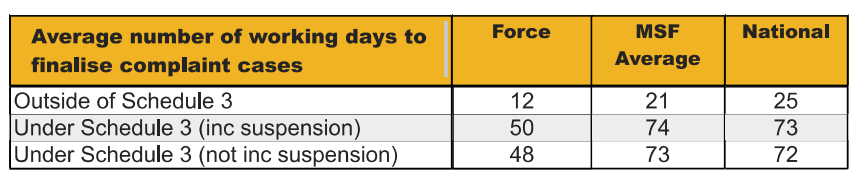 Average number of working days to finalise complaint cases Force MSF Average National
Outside of Schedule 3 12 21 25
Under Schedule 3 (inc suspension) 50 74 73
Under Schedule 3 (not inc suspension) 48 73 72